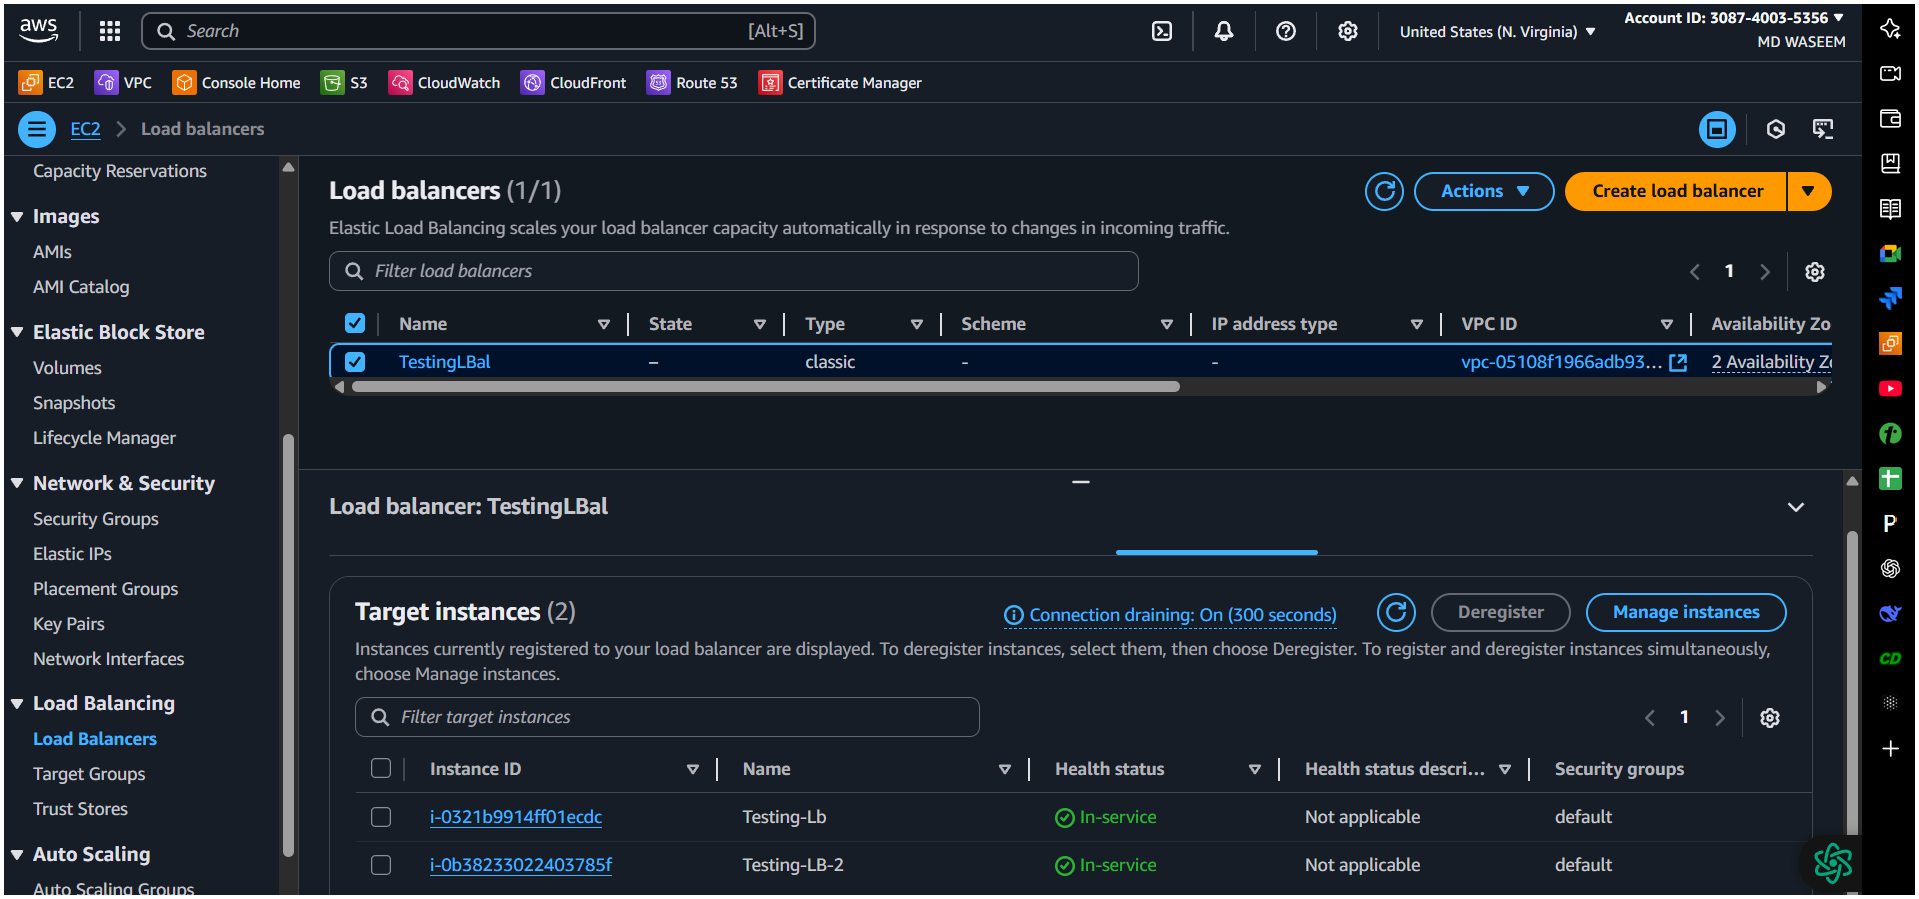 aws
Search [Alt+S]
United States (N. Virginia)
Account ID: 3087-4003-5356
MD WASEEM
EC2 VPC Console Home S3 CloudWatch CloudFront Route 53 Certificate Manager
EC2 Load balancers
Capacity Reservations
Images
AMIs
AMI Catalog
Elastic Block Store
Volumes
Snapshots
Lifecycle Manager
Network & Security
Security Groups
Elastic IPs
Placement Groups
Key Pairs
Network Interfaces
Load Balancing
Load Balancers
Target Groups
Trust Stores
Auto Scaling
Auto Scaling Groups
Load balancers (1/1)
Actions
Create load balancer
Elastic Load Balancing scales your load balancer capacity automatically in response to changes in incoming traffic.
Filter load balancers
1
Name State Type Scheme IP address type VPC ID Availability Zo
TestingLBal – classic - - vpc-05108f1966adb93... 2 Availability Zo
Load balancer: TestingLBal
Target instances (2)
Connection draining: On (300 seconds)
Deregister
Manage instances
Instances currently registered to your load balancer are displayed. To deregister instances, select them, then choose Deregister. To register and deregister instances simultaneously,
choose Manage instances.
Filter target instances
1
Instance ID Name Health status Health status descri... Security groups
i-0321b9914ff01ecdc Testing-Lb In-service Not applicable default
i-0b38233022403785f Testing-LB-2 In-service Not applicable default
P
CD